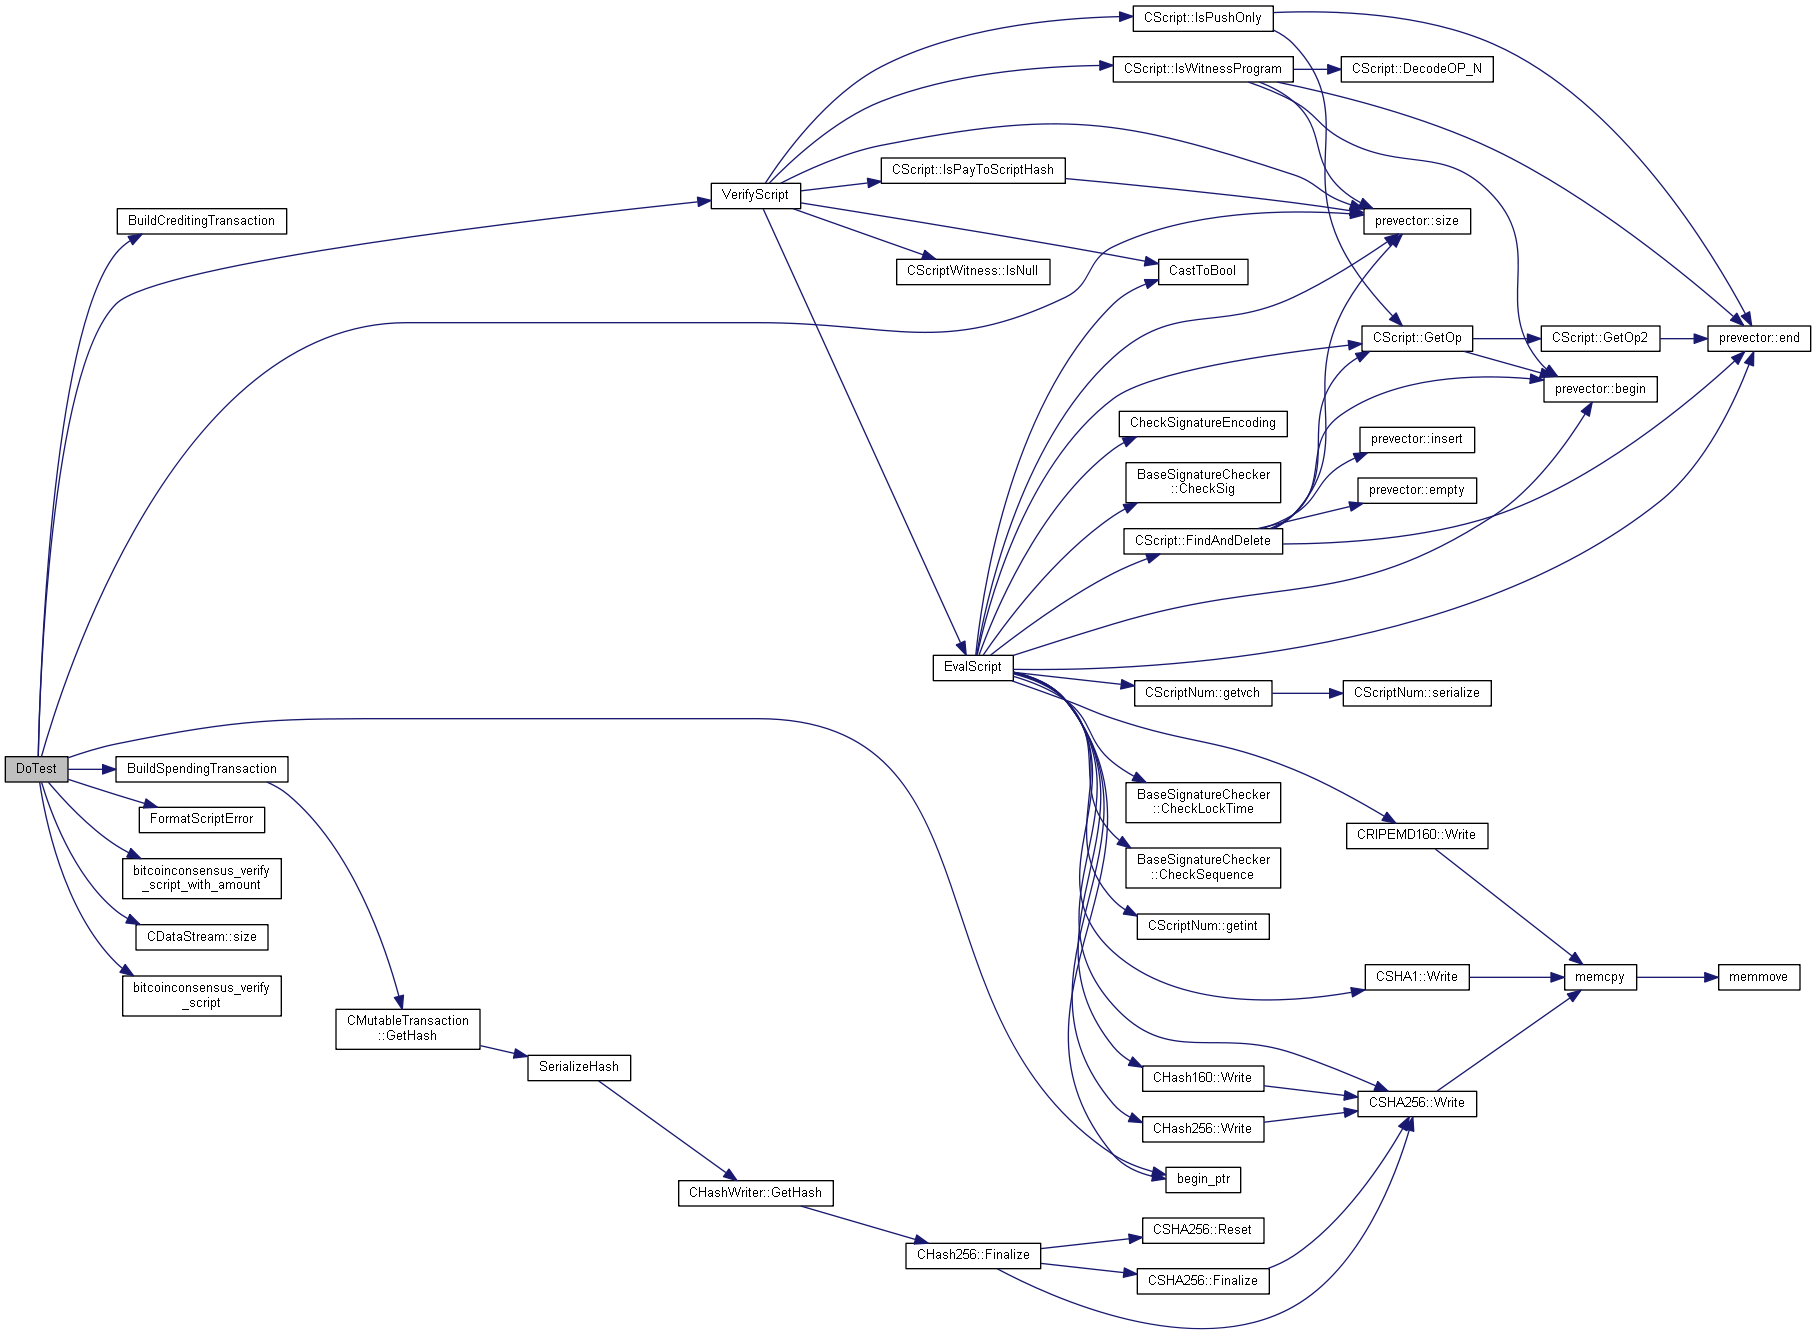 CScript::IsPushOnly
CScript::IsWitnessProgram
CScript::DecodeOP_N
CScript::IsPayToScriptHash
VerifyScript
BuildCreditingTransaction
prevector::size
CScriptWitness::IsNull
CastToBool
CScript::GetOp
CScript::GetOp2
prevector::end
prevector::begin
CheckSignatureEncoding
prevector::insert
BaseSignatureChecker
::CheckSig
prevector::empty
CScript::FindAndDelete
EvalScript
CScriptNum::getvch
CScriptNum::serialize
DoTest
BuildSpendingTransaction
BaseSignatureChecker
::CheckLockTime
FormatScriptError
CRIPEMD160::Write
bitcoinconsensus_verify
_script_with_amount
BaseSignatureChecker
::CheckSequence
CDataStream::size
CScriptNum::getint
bitcoinconsensus_verify
_script
CSHA1::Write
memcpy
memmove
CMutableTransaction
::GetHash
SerializeHash
CHash160::Write
CSHA256::Write
CHash256::Write
begin_ptr
CHashWriter::GetHash
CSHA256::Reset
CHash256::Finalize
CSHA256::Finalize